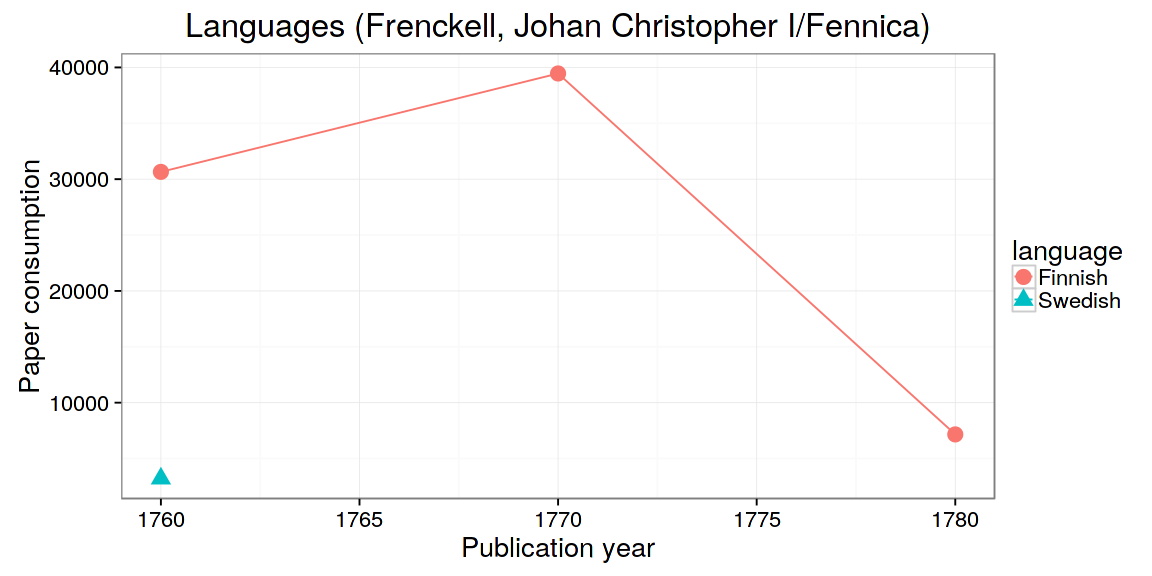 Languages (Frenckell, Johan Christopher I/Fennica)
40000
30000
20000
10000
Paper consumption
1760 1765 1770 1775 1780
Publication year
language
Finnish
Swedish